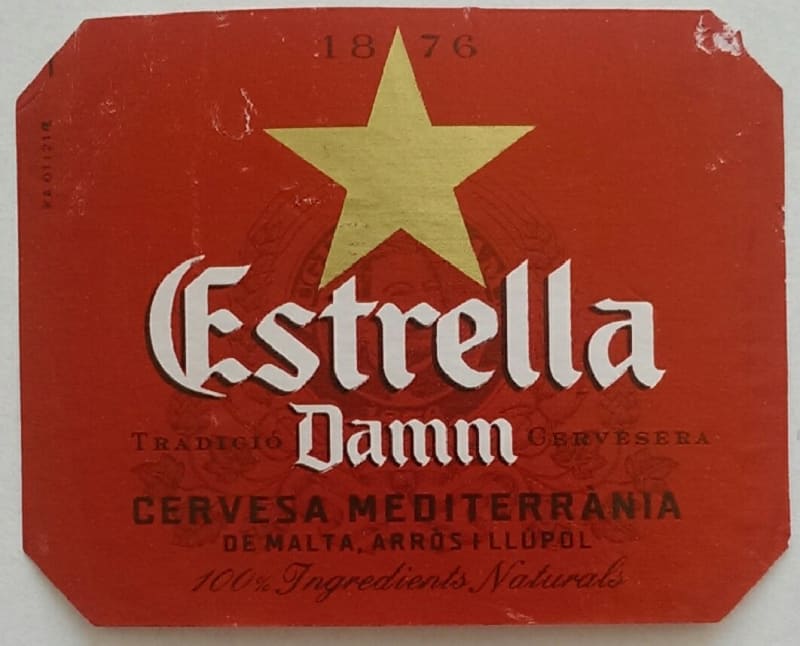 1876
Estrella
Damm
TRADICIÓ CERVESERA
CERVESA MEDITERRÀNIA
DE MALTA, ARRÒS I LLÚPOL
100% Ingredients Naturals